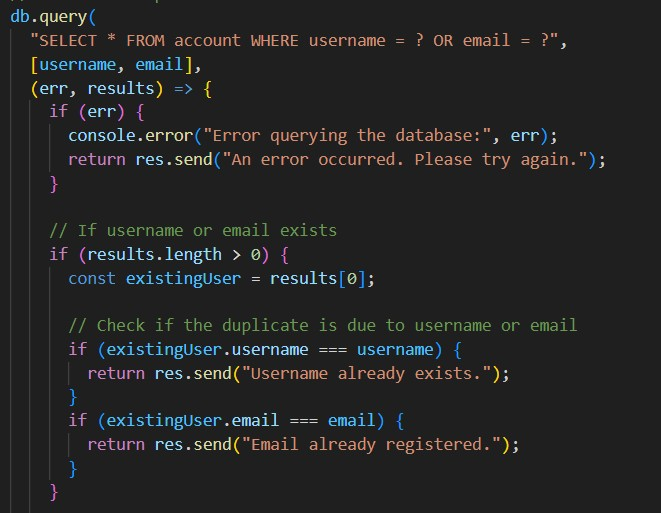 db.query(
"SELECT * FROM account WHERE username = ? OR email = ?",
[username, email],
(err, results) => {
if (err) {
console.error("Error querying the database:", err);
return res.send("An error occurred. Please try again.");
}
// If username or email exists
if (results.length > 0) {
const existingUser = results[0];
// Check if the duplicate is due to username or email
if (existingUser.username === username) {
return res.send("Username already exists.");
}
if (existingUser.email === email) {
return res.send("Email already registered.");
}
}